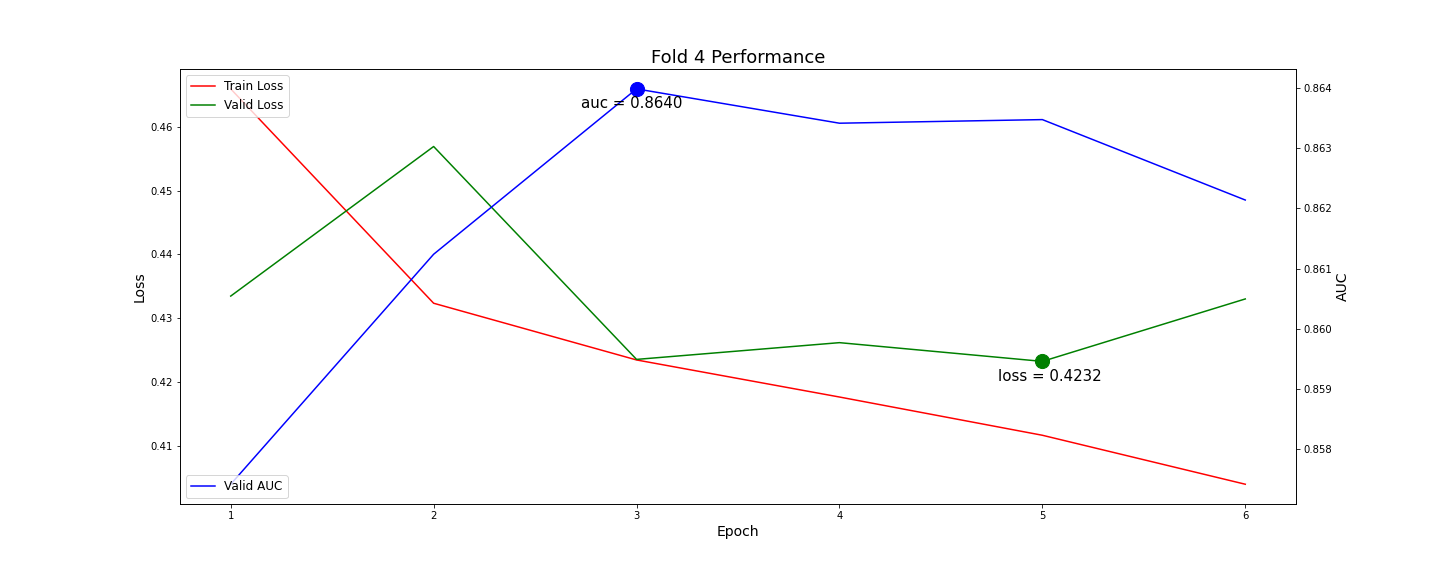 Fold 4 Performance
Train Loss
Valid Loss
auc = 0.8640
loss = 0.4232
Valid AUC
0.46
0.45
0.44
0.43
0.42
0.41
Loss
0.864
0.863
0.862
0.861
0.860
0.859
0.858
AUC
1 2 3 4 5 6
Epoch